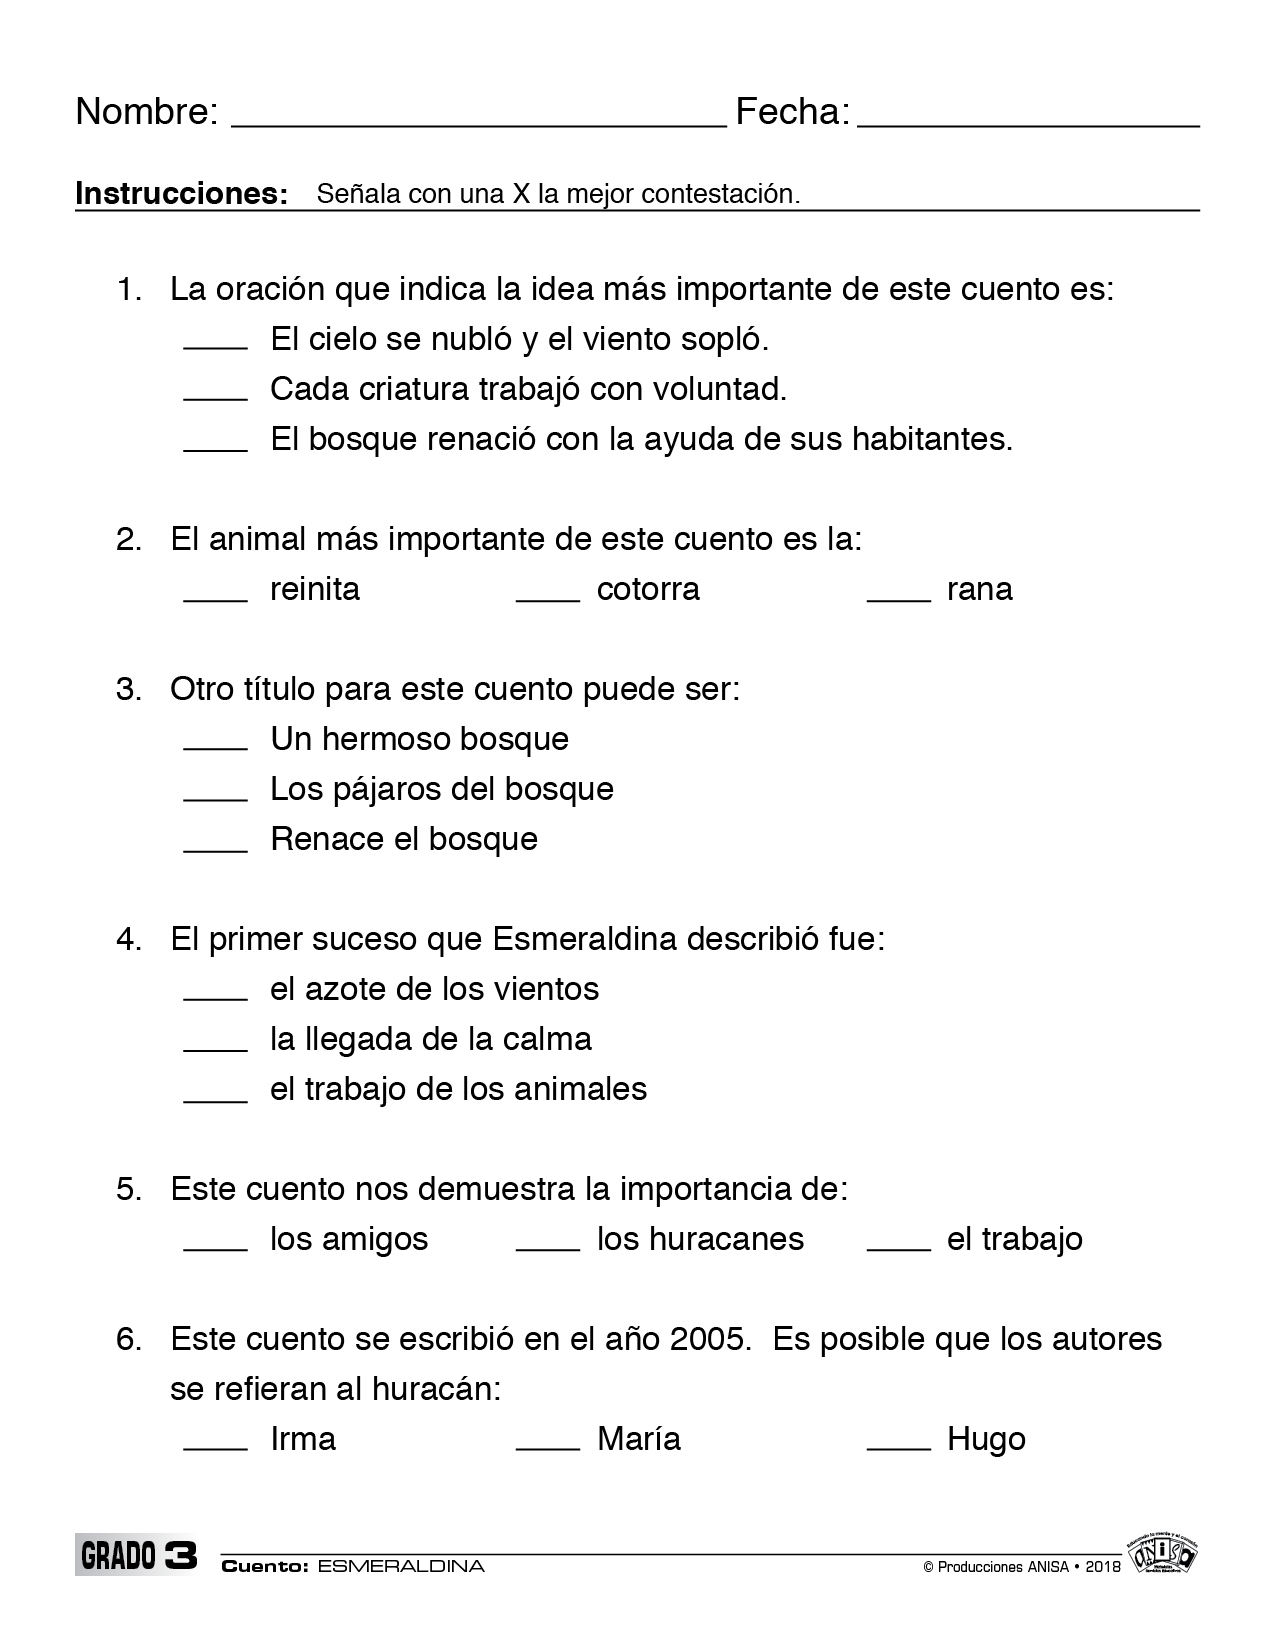 Nombre: ____ Fecha: ____
Instrucciones: Señala con una X la mejor contestación.
1. La oración que indica la idea más importante de este cuento es:
____ El cielo se nubló y el viento sopló.
____ Cada criatura trabajó con voluntad.
____ El bosque renació con la ayuda de sus habitantes.
2. El animal más importante de este cuento es la:
____ reinita ____ cotorra ____ rana
3. Otro título para este cuento puede ser:
____ Un hermoso bosque
____ Los pájaros del bosque
____ Renace el bosque
4. El primer suceso que Esmeraldina describió fue:
____ el azote de los vientos
____ la llegada de la calma
____ el trabajo de los animales
5. Este cuento nos demuestra la importancia de:
____ los amigos ____ los huracanes ____ el trabajo
6. Este cuento se escribió en el año 2005. Es posible que los autores
se refieran al huracán:
____ Irma ____ María ____ Hugo
GRADO 3 Cuento: ESMERALDINA © Producciones ANISA • 2018
ANISA